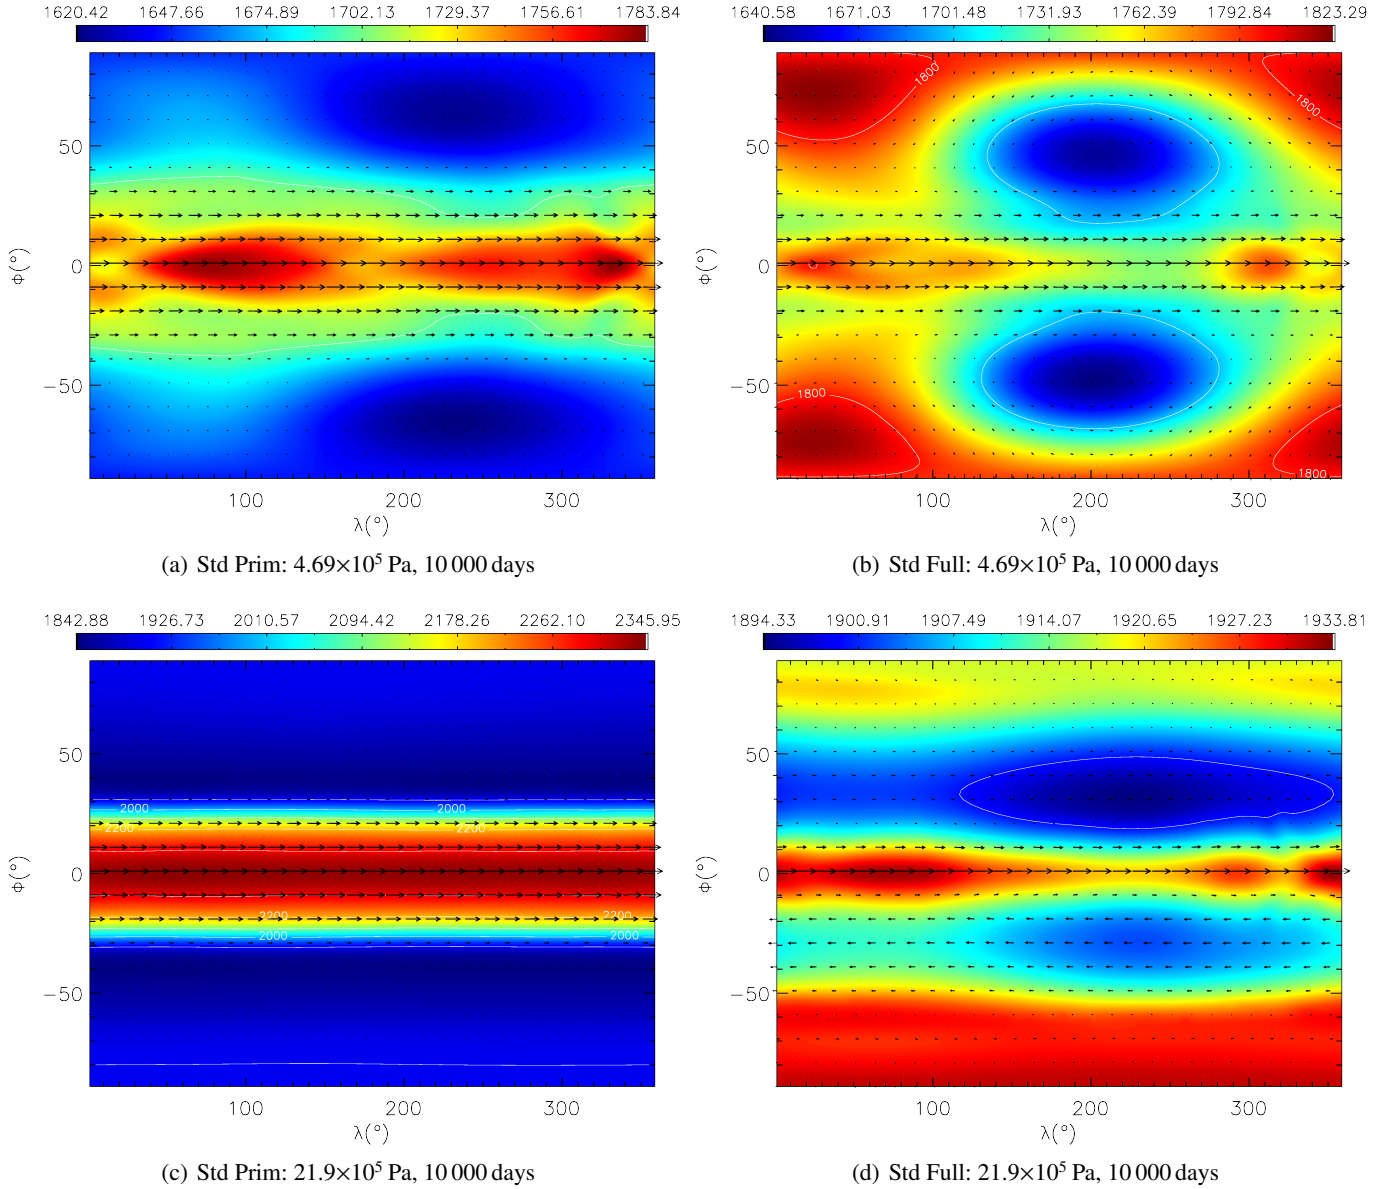 1620.42 1647.66 1674.89 1702.13 1729.37 1756.61 1783.84
1640.58 1671.03 1701.48 1731.93 1762.39 1792.84 1823.29
50
0
−50
ϕ(°)
100 200 300
λ(°)
1800
1800
1800
1800
50
0
−50
ϕ(°)
100 200 300
λ(°)
(a) Std Prim: 4.69×10⁵ Pa, 10 000 days
(b) Std Full: 4.69×10⁵ Pa, 10 000 days
1842.88 1926.73 2010.57 2094.42 2178.26 2262.10 2345.95
1894.33 1900.91 1907.49 1914.07 1920.65 1927.23 1933.81
2000 2000
2200 2200
2200 2200
2000 2000
50
0
−50
ϕ(°)
100 200 300
λ(°)
50
0
−50
ϕ(°)
100 200 300
λ(°)
(c) Std Prim: 21.9×10⁵ Pa, 10 000 days
(d) Std Full: 21.9×10⁵ Pa, 10 000 days